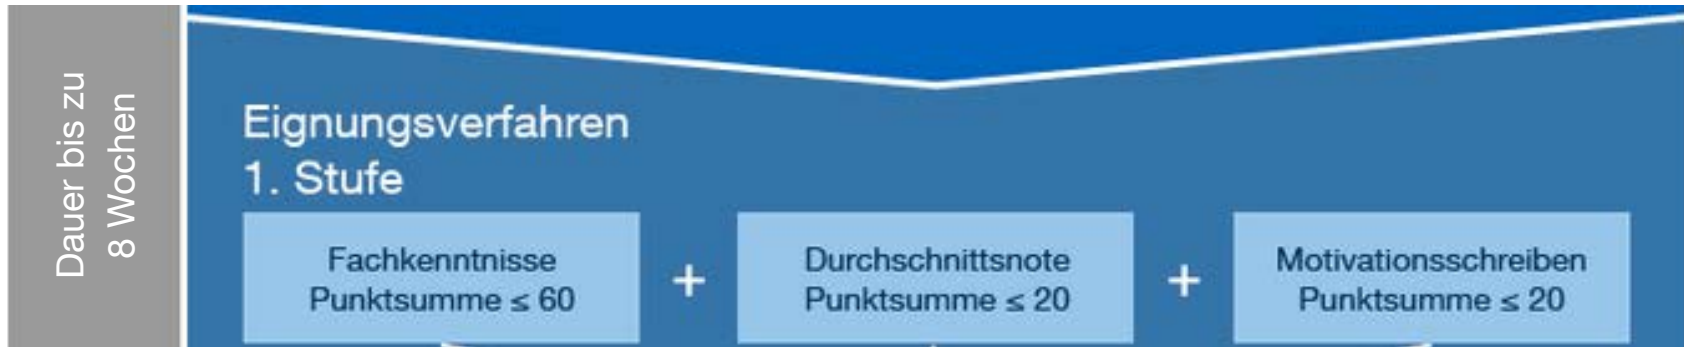 Dauer bis zu
8 Wochen
Eignungsverfahren
1. Stufe
Fachkenntnisse
Punktsumme ≤ 60
+
Durchschnittsnote
Punktsumme ≤ 20
+
Motivationsschreiben
Punktsumme ≤ 20